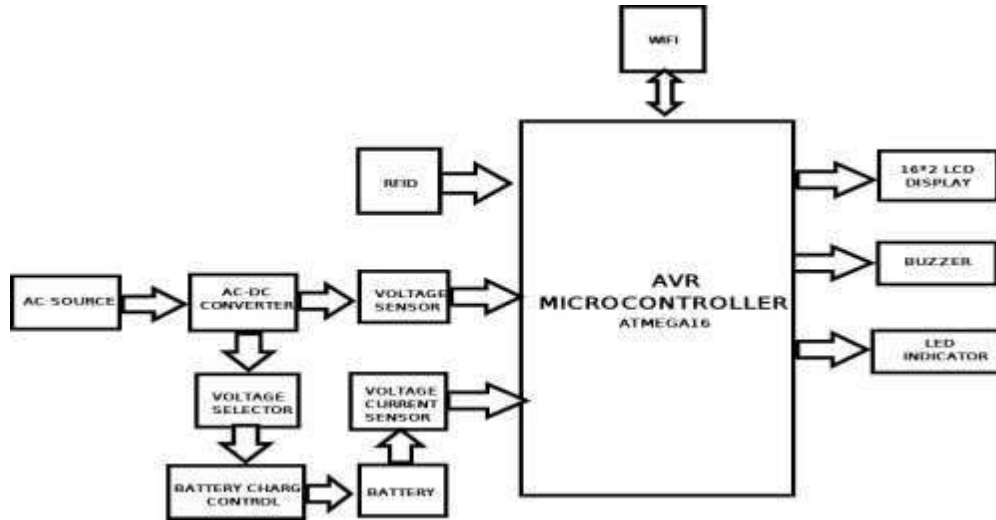 WIFI
RFID
16*2 LCD
DISPLAY
BUZZER
AVR
MICROCONTROLLER
ATMEGA16
AC SOURCE
AC-DC
CONVERTER
VOLTAGE
SENSOR
LED
INDICATOR
VOLTAGE
SELECTOR
VOLTAGE
CURRENT
SENSOR
BATTERY CHARG
CONTROL
BATTERY